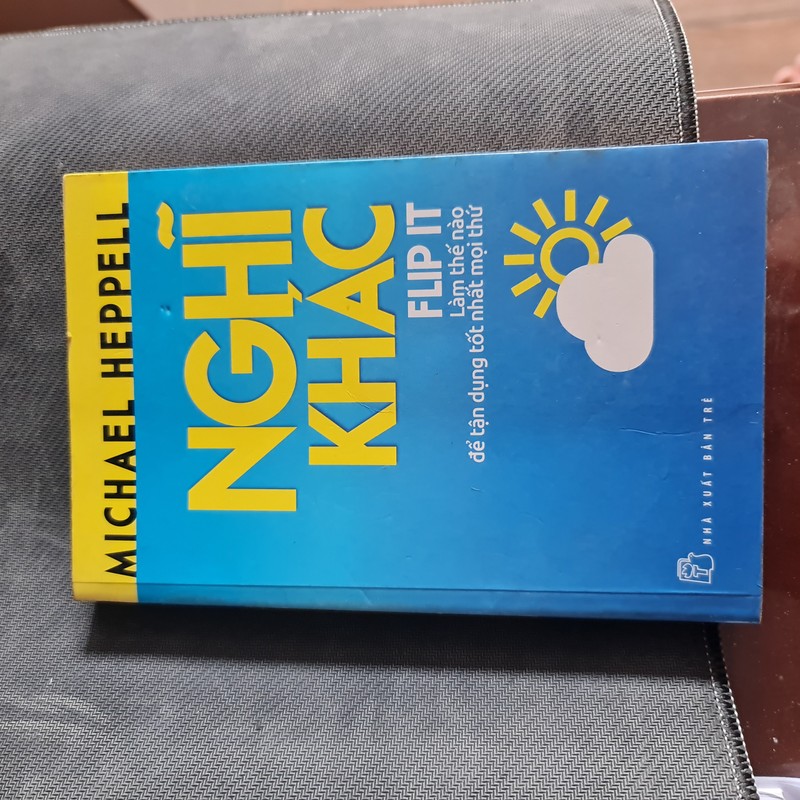 MICHAEL HEPPELL
NGHĨ
KHÁC
FLIP IT
Làm thế nào
để tận dụng tốt nhất mọi thứ
NHÀ XUẤT BẢN TRẺ